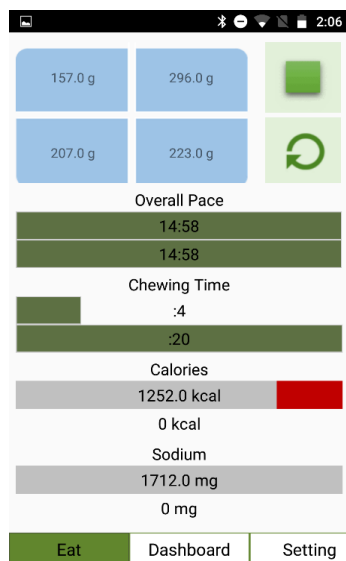 2:06
157.0 g 296.0 g
207.0 g 223.0 g
Overall Pace
14:58
14:58
Chewing Time
:4
:20
Calories
1252.0 kcal
0 kcal
Sodium
1712.0 mg
0 mg
Eat Dashboard Setting